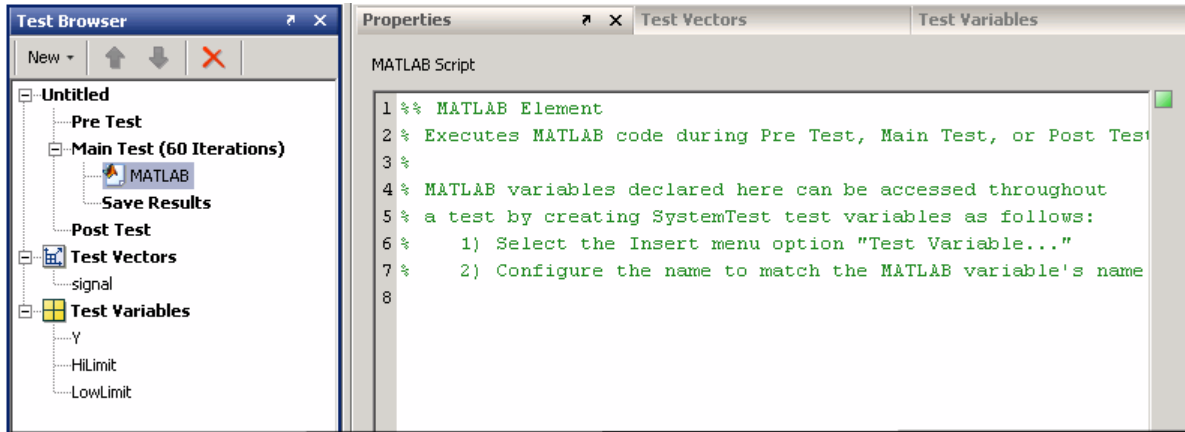 Test Browser
New
Untitled
Pre Test
Main Test (60 Iterations)
MATLAB
Save Results
Post Test
Test Vectors
signal
Test Variables
Y
HiLimit
LowLimit
Properties
Test Vectors
Test Variables
MATLAB Script
1 %% MATLAB Element
2 % Executes MATLAB code during Pre Test, Main Test, or Post Test
3 %
4 % MATLAB variables declared here can be accessed throughout
5 % a test by creating SystemTest test variables as follows:
6 % 1) Select the Insert menu option "Test Variable..."
7 % 2) Configure the name to match the MATLAB variable's name
8